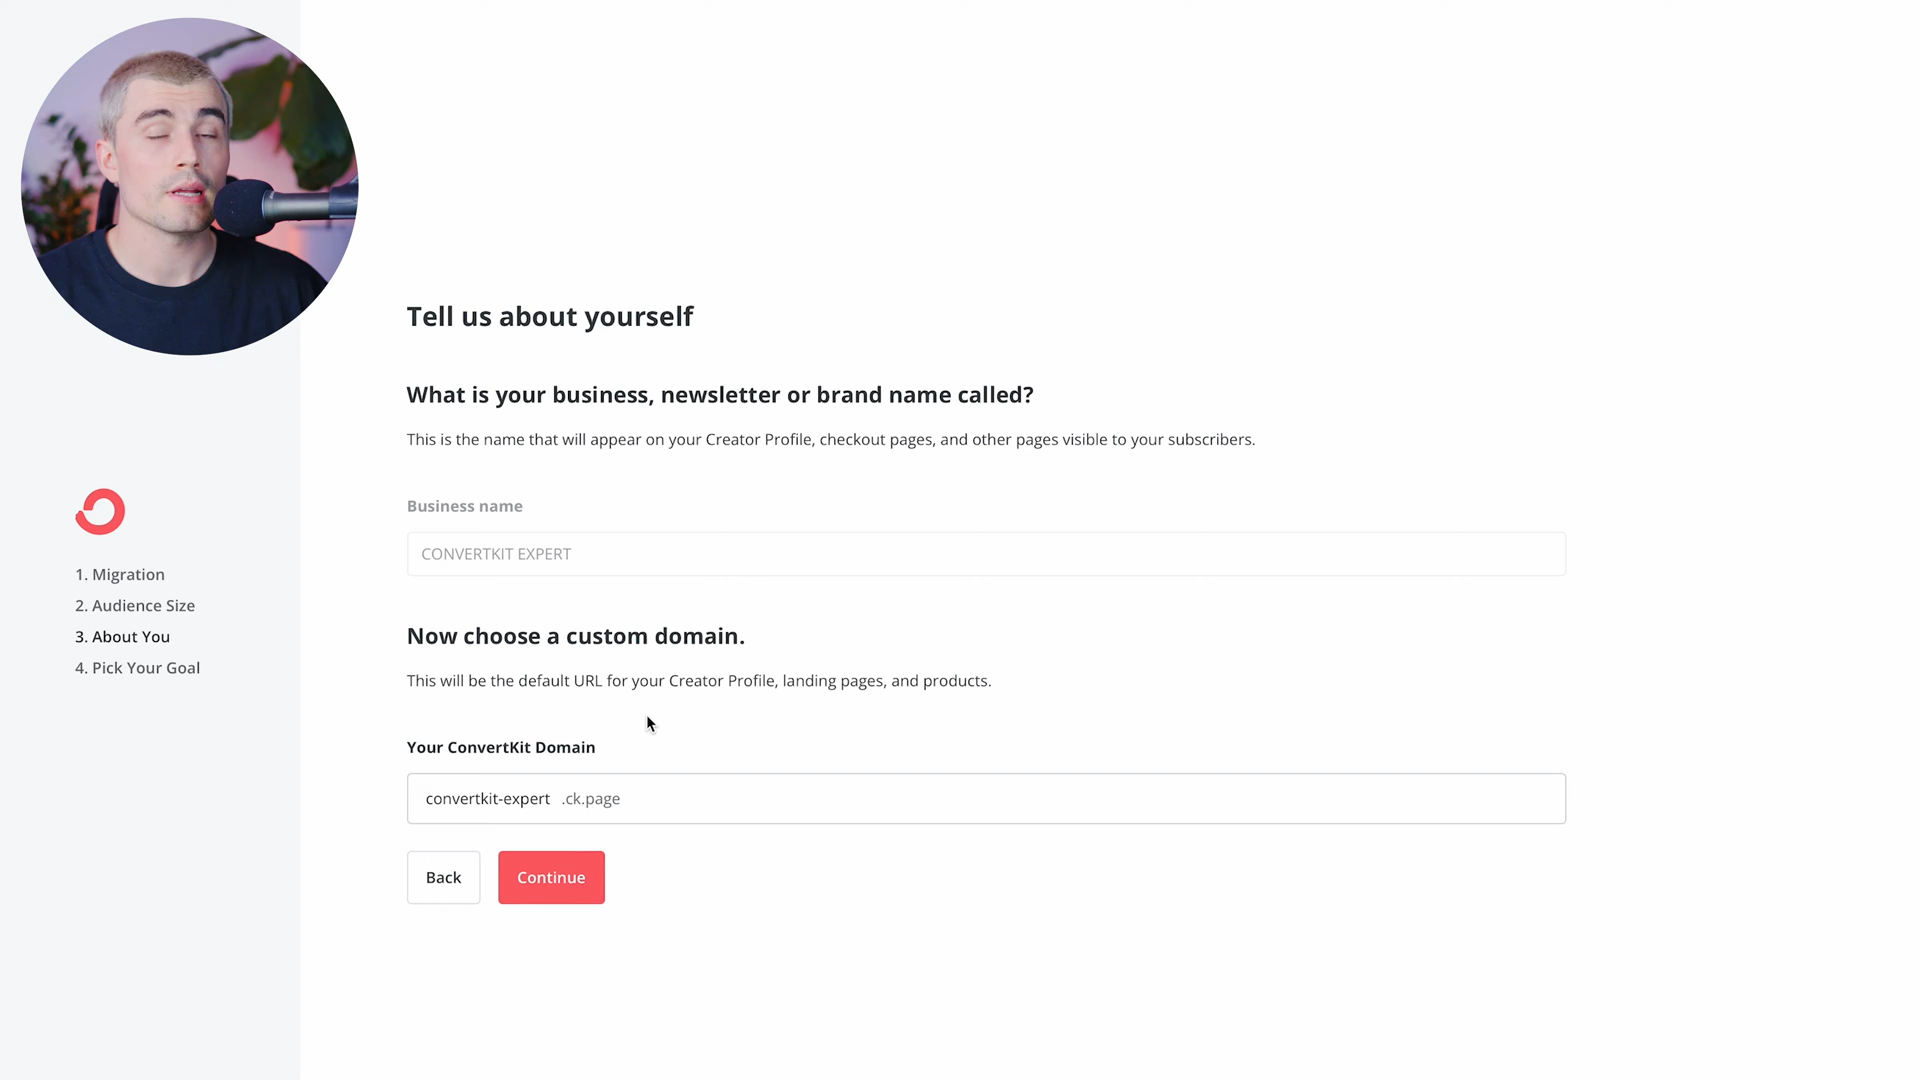 1. Migration
2. Audience Size
3. About You
4. Pick Your Goal
Tell us about yourself
What is your business, newsletter or brand name called?
This is the name that will appear on your Creator Profile, checkout pages, and other pages visible to your subscribers.
Business name
CONVERTKIT EXPERT
Now choose a custom domain.
This will be the default URL for your Creator Profile, landing pages, and products.
Your ConvertKit Domain
convertkit-expert .ck.page
Back Continue